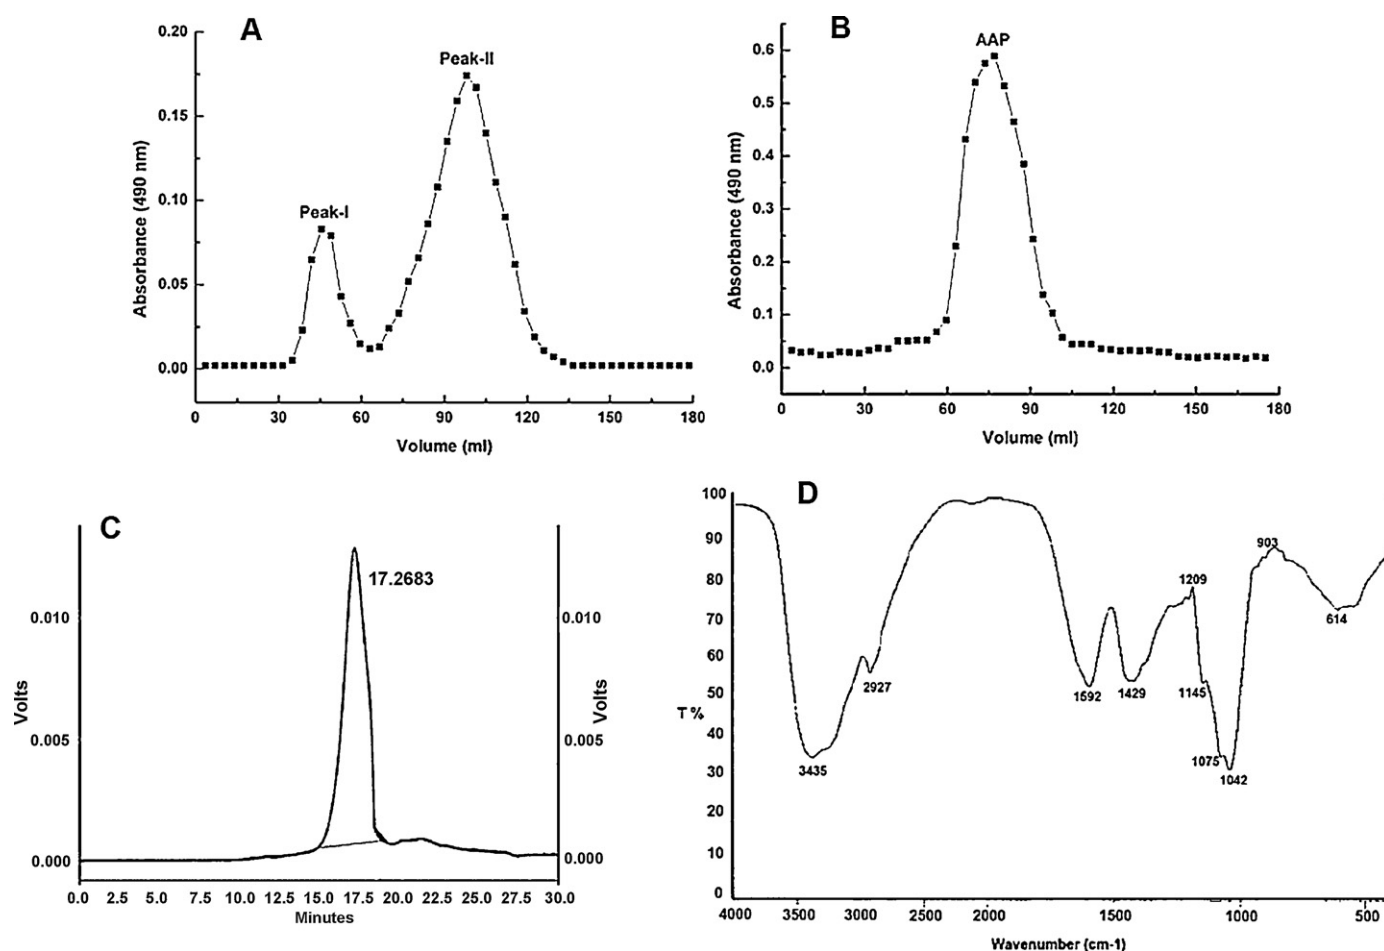 A
0.20
0.15
0.10
0.05
0.00
Absorbance (490 nm)
Peak-I
Peak-II
0 30 60 90 120 150 180
Volume (ml)
B
0.6
0.5
0.4
0.3
0.2
0.1
0.0
Absorbance (490 nm)
AAP
0 30 60 90 120 150 180
Volume (ml)
C
17.2683
0.010
0.005
0.000
Volts
0.010
0.005
0.000
Volts
0.0 2.5 5.0 7.5 10.0 12.5 15.0 17.5 20.0 22.5 25.0 27.5 30.0
Minutes
D
100
90
80
70
60
50
40
30
20
10
0
T%
3435
2927
1592
1429
1209
1145
1075
1042
903
614
4000 3500 3000 2000 1500 1000 500
Wavenumber (cm-1)